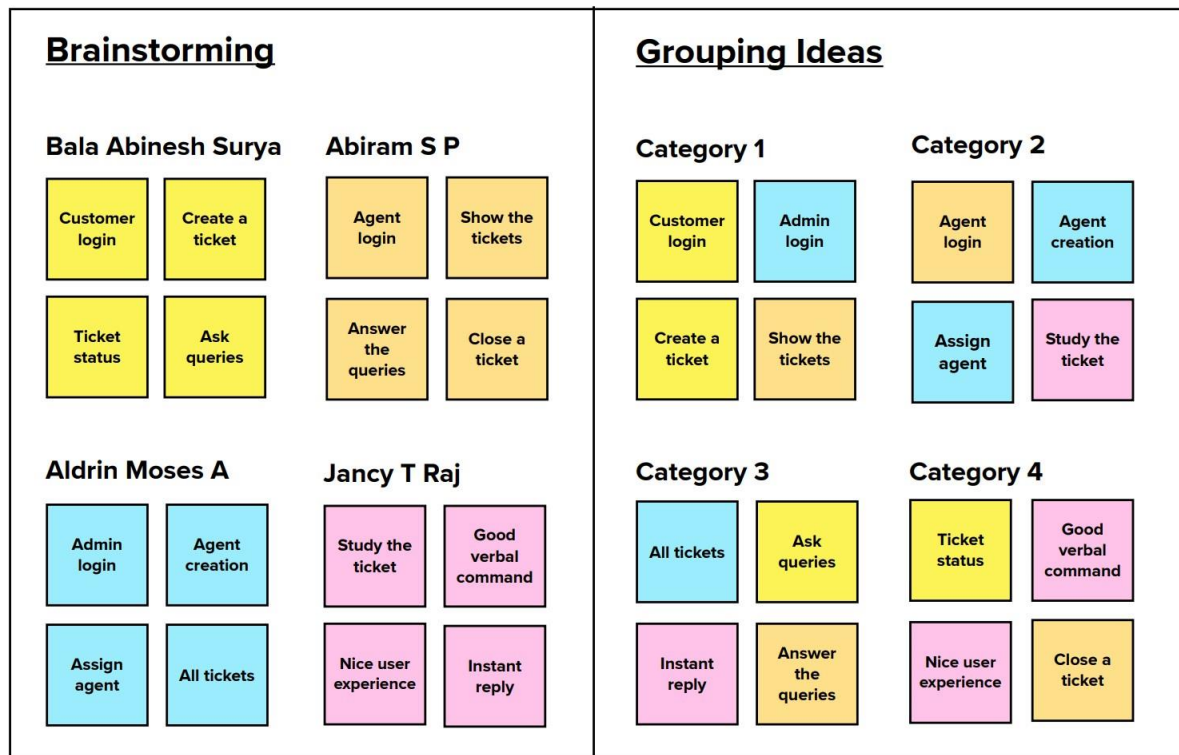 Brainstorming
Bala Abinesh Surya
Customer
login
Create a
ticket
Ticket
status
Ask
queries
Abiram S P
Agent
login
Show the
tickets
Answer
the
queries
Close a
ticket
Aldrin Moses A
Admin
login
Agent
creation
Assign
agent
All tickets
Jancy T Raj
Study the
ticket
Good
verbal
command
Nice user
experience
Instant
reply
Grouping Ideas
Category 1
Customer
login
Admin
login
Create a
ticket
Show the
tickets
Category 2
Agent
login
Agent
creation
Assign
agent
Study the
ticket
Category 3
All tickets
Ask
queries
Instant
reply
Answer
the
queries
Category 4
Ticket
status
Good
verbal
command
Nice user
experience
Close a
ticket